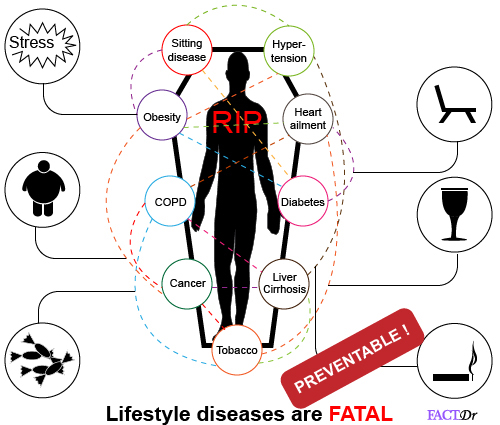 Stress
Sitting
disease
Hyper-
tension
Obesity
Heart
ailment
RIP
COPD
Diabetes
Cancer
Liver
Cirrhosis
Tobacco
PREVENTABLE !
Lifestyle diseases are FATAL
FACTDr